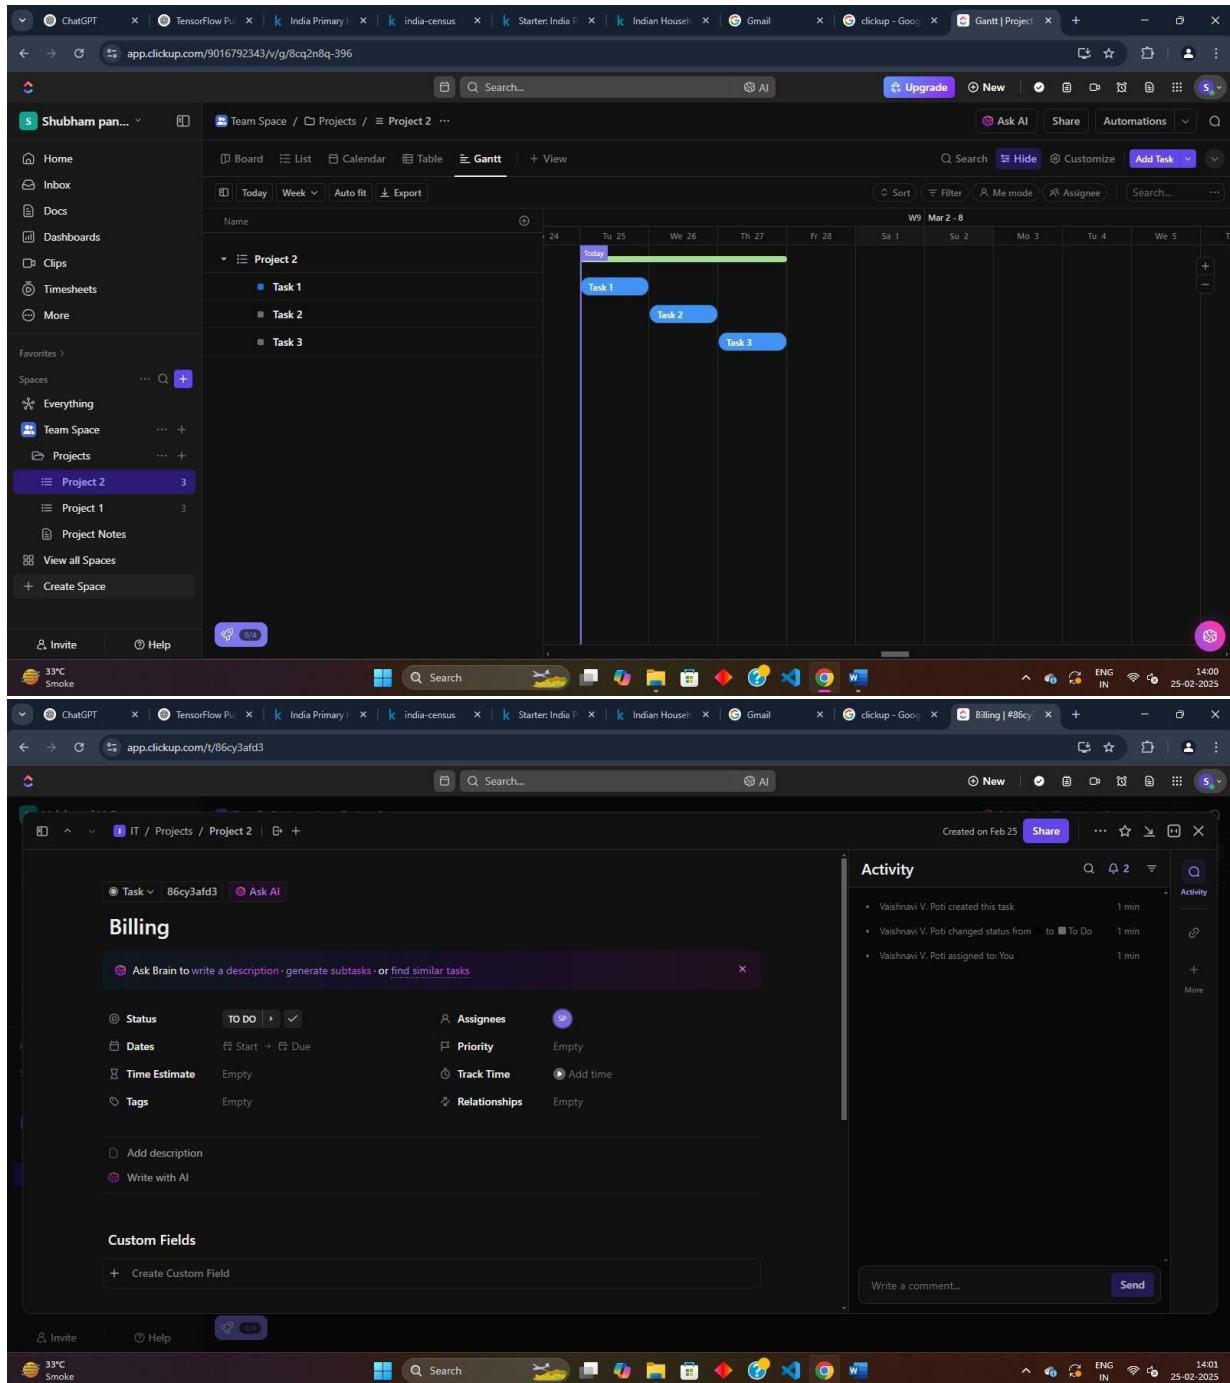 ChatGPT
TensorFlow Pu
India Primary
india-census
Starter: India P
Indian Househ
Gmail
clickup - Goog
Gantt | Project
app.clickup.com/9016792343/v/g/8cq2n8q-396
Search...
AI
Upgrade
New
S
S Shubham pan...
Team Space / Projects / Project 2 ...
Ask AI
Share
Automations
Home
Board
List
Calendar
Table
Gantt
+ View
Search
Hide
Customize
Add Task
Inbox
Today
Week
Auto fit
Export
Sort
Filter
Me mode
Assignee
Search...
Docs
Name
W9 Mar 2 - 8
Dashboards
24
Tu 25
We 26
Th 27
Fr 28
Sa 1
Su 2
Mo 3
Tu 4
We 5
Clips
Project 2
Today
Timesheets
Task 1
Task 1
More
Task 2
Task 2
Task 3
Task 3
Favorites >
Spaces
Everything
Team Space
Projects
Project 2 3
Project 1 3
Project Notes
View all Spaces
+ Create Space
Invite
Help
0/4
33°C
Smoke
Search
ENG
IN
14:00
25-02-2025
ChatGPT
TensorFlow Pu
India Primary
india-census
Starter: India P
Indian Househ
Gmail
clickup - Goog
Billing | #86cy
app.clickup.com/t/86cy3afd3
Search...
AI
New
S
I IT / Projects / Project 2
Created on Feb 25
Share
Activity
2
Activity
Task
86cy3afd3
Ask AI
Vaishnavi V. Poti created this task 1 min
Billing
Vaishnavi V. Poti changed status from to To Do 1 min
Vaishnavi V. Poti assigned to: You 1 min
Ask Brain to write a description · generate subtasks · or find similar tasks
More
Status
TO DO
Assignees
SP
Dates
Start → Due
Priority
Empty
Time Estimate
Empty
Track Time
Add time
Tags
Empty
Relationships
Empty
Add description
Write with AI
Custom Fields
+ Create Custom Field
Write a comment...
Send
Invite
Help
0/4
33°C
Smoke
Search
ENG
IN
14:01
25-02-2025